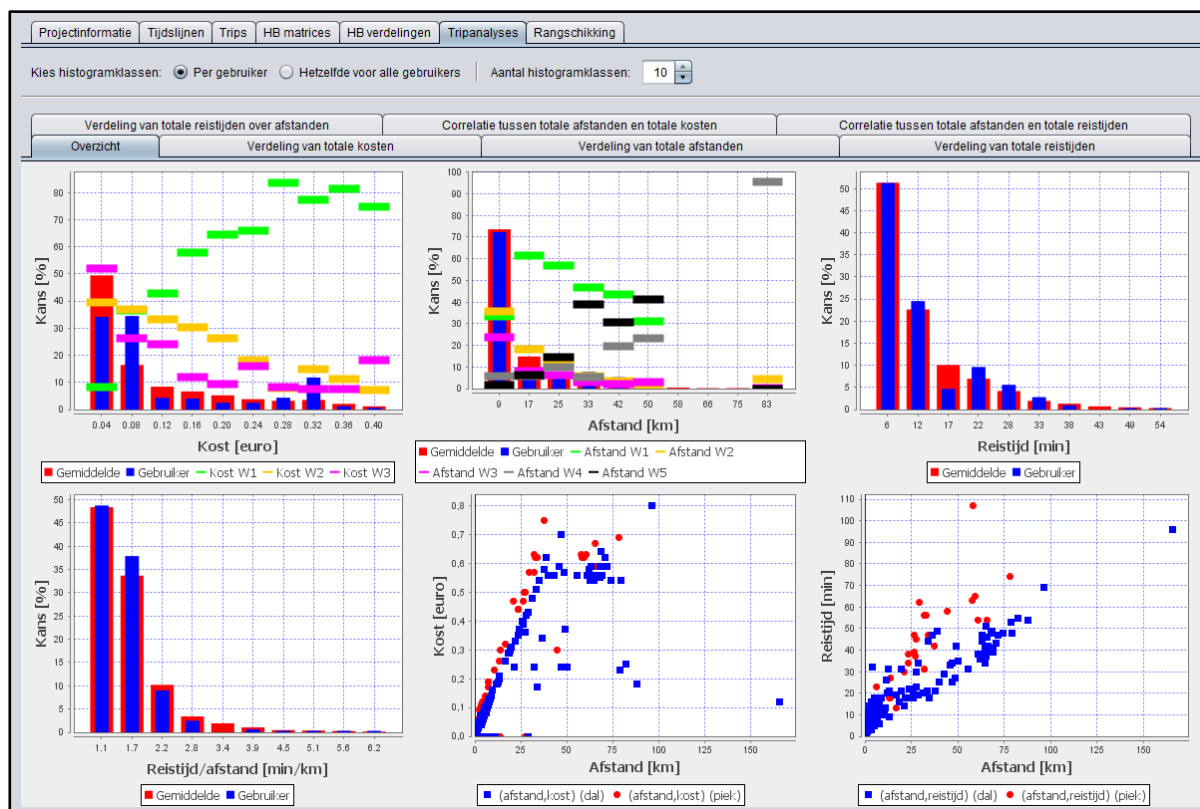 Projectinformatie Tijdslijnen Trips HB matrices HB verdelingen Tripanalyses Rangschikking
Kies histogramklassen: Per gebruiker Hetzelfde voor alle gebruikers Aantal histogramklassen: 10
Verdeling van totale reistijden over afstanden Correlatie tussen totale afstanden en totale kosten Correlatie tussen totale afstanden en totale reistijden
Overzicht Verdeling van totale kosten Verdeling van totale afstanden Verdeling van totale reistijden
Kans [%]
80
70
60
50
40
30
20
10
0
0.04 0.08 0.12 0.16 0.20 0.24 0.28 0.32 0.36 0.40
Kost [euro]
Gemiddelde Gebruiker Kost W1 Kost W2 Kost W3
Kans [%]
100
90
80
70
60
50
40
30
20
10
0
9 17 25 33 42 50 58 66 75 83
Afstand [km]
Gemiddelde Gebruiker Afstand W1 Afstand W2
Afstand W3 Afstand W4 Afstand W5
Kans [%]
50
45
40
35
30
25
20
15
10
5
0
6 12 17 22 28 33 38 43 49 54
Reistijd [min]
Gemiddelde Gebruiker
Kans [%]
50
45
40
35
30
25
20
15
10
5
0
1.1 1.7 2.2 2.8 3.4 3.9 4.5 5.1 5.6 6.2
Reistijd/afstand [min/km]
Gemiddelde Gebruiker
Kost [euro]
0,8
0,7
0,6
0,5
0,4
0,3
0,2
0,1
0,0
0 25 50 75 100 125 150
Afstand [km]
(afstand,kost) (dal) (afstand,kost) (piek)
Reistijd [min]
110
100
90
80
70
60
50
40
30
20
10
0
0 25 50 75 100 125 150
Afstand [km]
(afstand,reistijd) (dal) (afstand,reistijd) (piek)